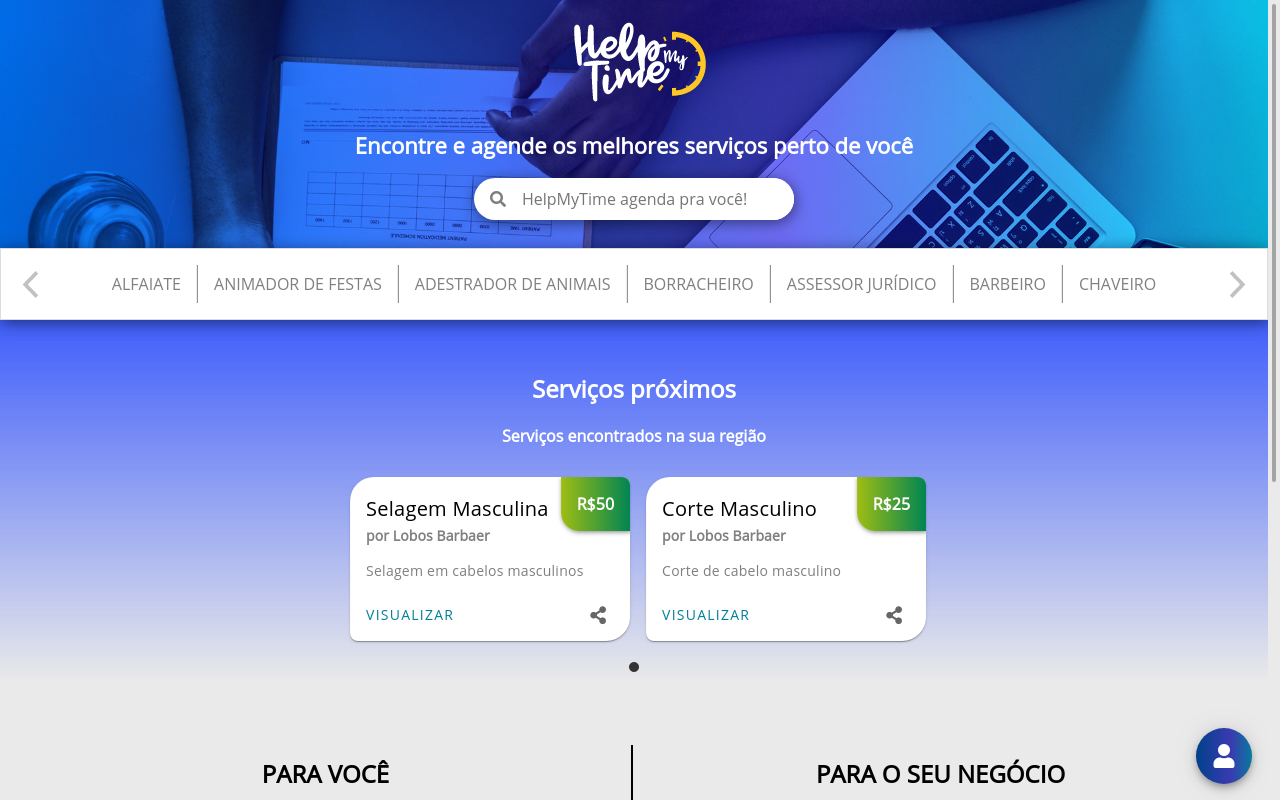 Help My Time
Encontre e agende os melhores serviços perto de você
HelpMyTime agenda pra você!
ALFAIATE
ANIMADOR DE FESTAS
ADESTRADOR DE ANIMAIS
BORRACHEIRO
ASSESSOR JURÍDICO
BARBEIRO
CHAVEIRO
Serviços próximos
Serviços encontrados na sua região
Selagem Masculina
R$50
por Lobos Barbaer
Selagem em cabelos masculinos
VISUALIZAR
Corte Masculino
R$25
por Lobos Barbaer
Corte de cabelo masculino
VISUALIZAR
PARA VOCÊ
PARA O SEU NEGÓCIO